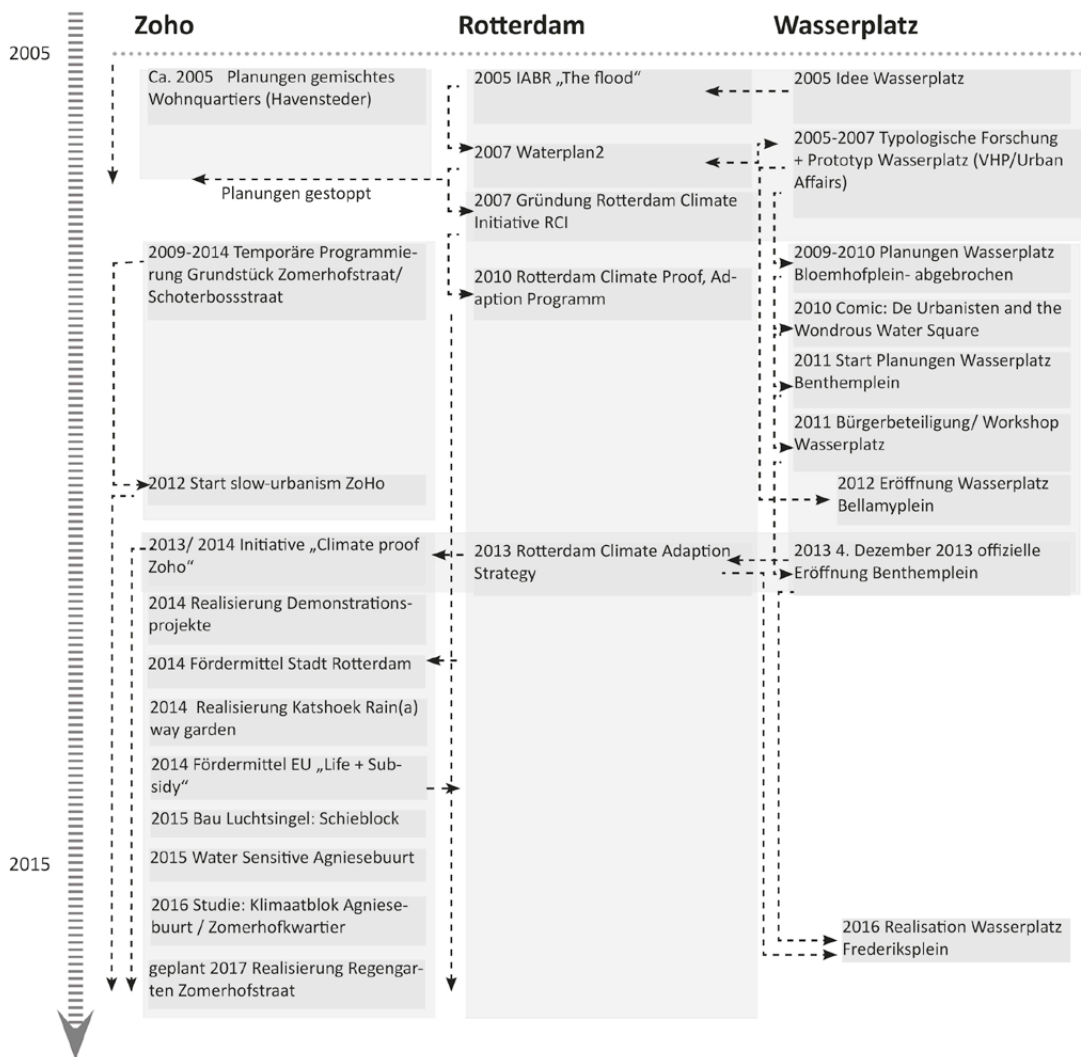 Zoho
Rotterdam
Wasserplatz
2005
Ca. 2005   Planungen gemischtes
Wohnquartiers (Havensteder)
Planungen gestoppt
2009-2014 Temporäre Programmie-
rung Grundstück Zomerhofstraat/
Schoterbossstraat
2012 Start slow-urbanism ZoHo
2013/ 2014 Initiative „Climate proof
Zoho“
2014 Realisierung Demonstrations-
projekte
2014 Fördermittel Stadt Rotterdam
2014  Realisierung Katshoek Rain(a)
way garden
2014 Fördermittel EU „Life + Sub-
sidy“
2015 Bau Luchtsingel: Schieblock
2015
2015 Water Sensitive Agniesebuurt
2016 Studie: Klimaatblok Agniese-
buurt / Zomerhofkwartier
geplant 2017 Realisierung Regengar-
ten Zomerhofstraat
2005 IABR „The flood“
2007 Waterplan2
2007 Gründung Rotterdam Climate
Initiative RCI
2010 Rotterdam Climate Proof, Ad-
aption Programm
2013 Rotterdam Climate Adaption
Strategy
2005 Idee Wasserplatz
2005-2007 Typologische Forschung
+ Prototyp Wasserplatz (VHP/Urban
Affairs)
2009-2010 Planungen Wasserplatz
Bloemhofplein- abgebrochen
2010 Comic: De Urbanisten and the
Wondrous Water Square
2011 Start Planungen Wasserplatz
Benthemplein
2011 Bürgerbeteiligung/ Workshop
Wasserplatz
2012 Eröffnung Wasserplatz
Bellamyplein
2013 4. Dezember 2013 offizielle
Eröffnung Benthemplein
2016 Realisation Wasserplatz
Frederiksplein